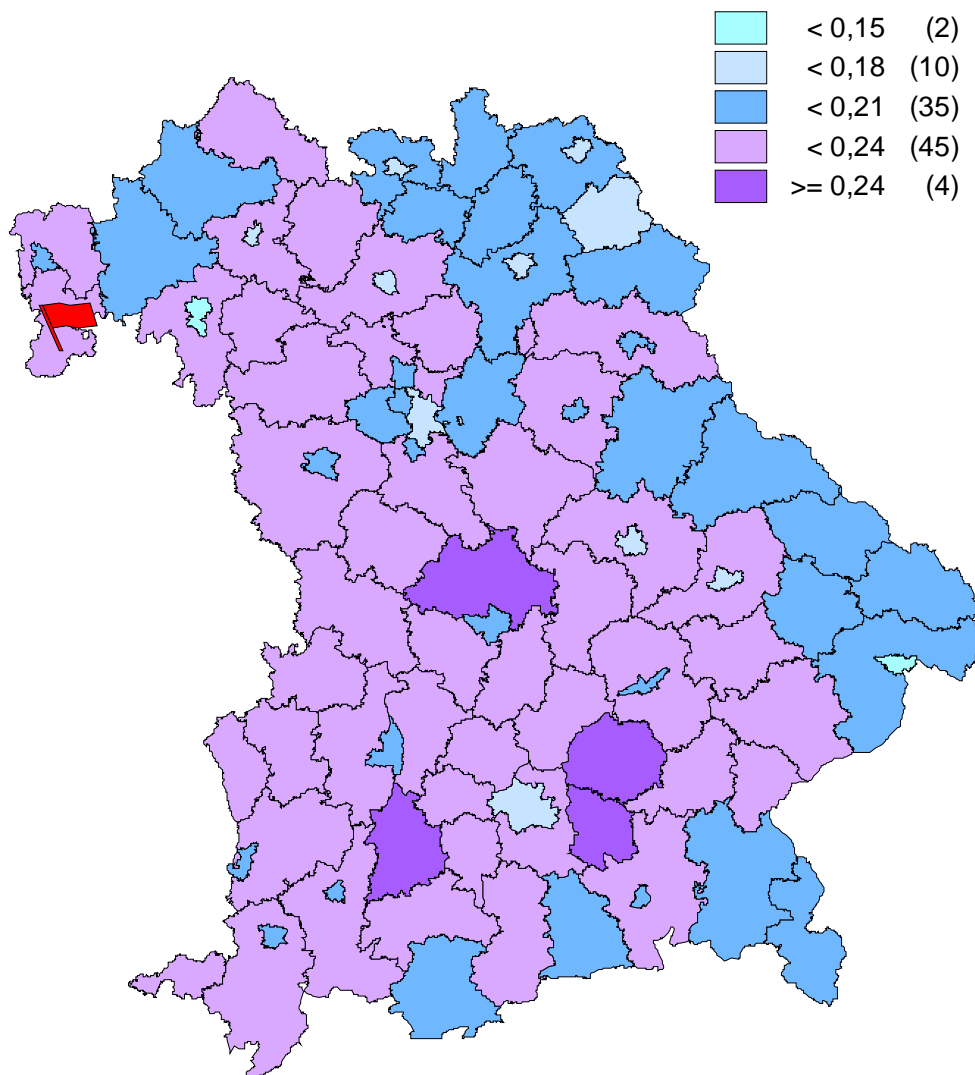 < 0,15 (2)
< 0,18 (10)
< 0,21 (35)
< 0,24 (45)
>= 0,24 (4)